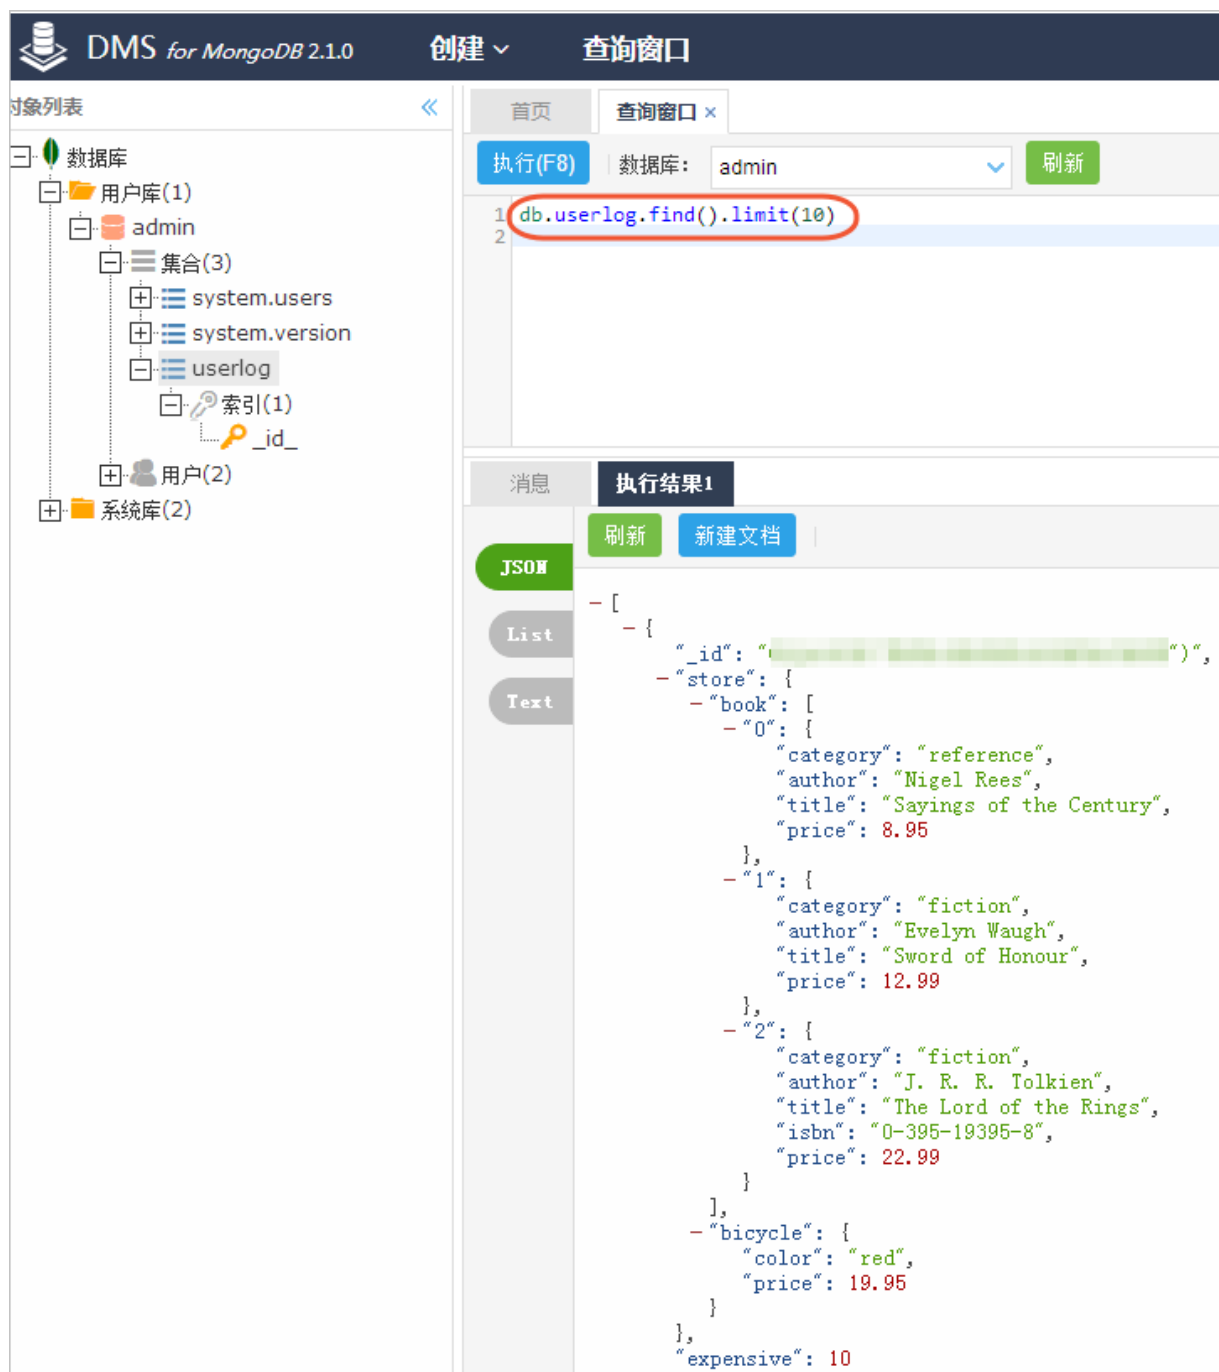 DMS for MongoDB 2.1.0
创建
查询窗口
对象列表
数据库
用户库(1)
admin
集合(3)
system.users
system.version
userlog
索引(1)
_id_
用户(2)
系统库(2)
首页
查询窗口 ×
执行(F8)
数据库：
admin
刷新
1 db.userlog.find().limit(10)
2
消息
执行结果1
刷新
新建文档
JSON
List
Text
[
{
"_id": " ")",
"store": {
"book": [
"0": {
"category": "reference",
"author": "Nigel Rees",
"title": "Sayings of the Century",
"price": 8.95
},
"1": {
"category": "fiction",
"author": "Evelyn Waugh",
"title": "Sword of Honour",
"price": 12.99
},
"2": {
"category": "fiction",
"author": "J. R. R. Tolkien",
"title": "The Lord of the Rings",
"isbn": "0-395-19395-8",
"price": 22.99
}
],
"bicycle": {
"color": "red",
"price": 19.95
}
},
"expensive": 10